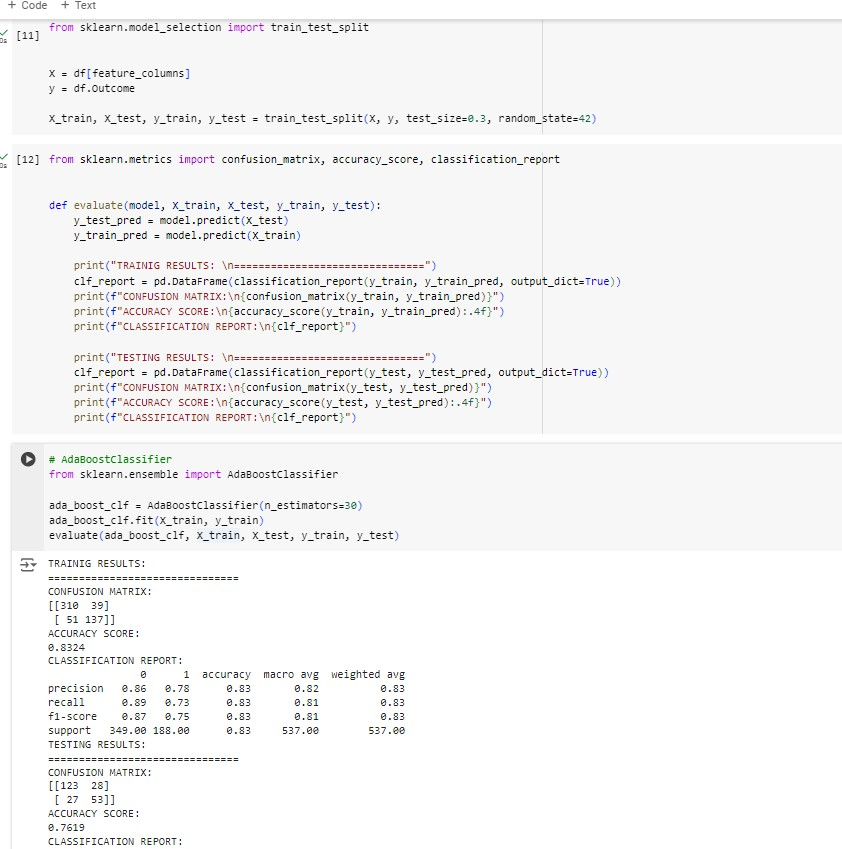 + Code + Text
[11] from sklearn.model_selection import train_test_split
X = df[feature_columns]
y = df.Outcome
X_train, X_test, y_train, y_test = train_test_split(X, y, test_size=0.3, random_state=42)
[12] from sklearn.metrics import confusion_matrix, accuracy_score, classification_report
def evaluate(model, X_train, X_test, y_train, y_test):
y_test_pred = model.predict(X_test)
y_train_pred = model.predict(X_train)
print("TRAINIG RESULTS: \n===============================")
clf_report = pd.DataFrame(classification_report(y_train, y_train_pred, output_dict=True))
print(f"CONFUSION MATRIX:\n{confusion_matrix(y_train, y_train_pred)}")
print(f"ACCURACY SCORE:\n{accuracy_score(y_train, y_train_pred):.4f}")
print(f"CLASSIFICATION REPORT:\n{clf_report}")
print("TESTING RESULTS: \n===============================")
clf_report = pd.DataFrame(classification_report(y_test, y_test_pred, output_dict=True))
print(f"CONFUSION MATRIX:\n{confusion_matrix(y_test, y_test_pred)}")
print(f"ACCURACY SCORE:\n{accuracy_score(y_test, y_test_pred):.4f}")
print(f"CLASSIFICATION REPORT:\n{clf_report}")
# AdaBoostClassifier
from sklearn.ensemble import AdaBoostClassifier
ada_boost_clf = AdaBoostClassifier(n_estimators=30)
ada_boost_clf.fit(X_train, y_train)
evaluate(ada_boost_clf, X_train, X_test, y_train, y_test)
TRAINIG RESULTS:
===============================
CONFUSION MATRIX:
[[310 39]
[ 51 137]]
ACCURACY SCORE:
0.8324
CLASSIFICATION REPORT:
0 1 accuracy macro avg weighted avg
precision 0.86 0.78 0.83 0.82 0.83
recall 0.89 0.73 0.83 0.81 0.83
f1-score 0.87 0.75 0.83 0.81 0.83
support 349.00 188.00 0.83 537.00 537.00
TESTING RESULTS:
===============================
CONFUSION MATRIX:
[[123 28]
[ 27 53]]
ACCURACY SCORE:
0.7619
CLASSIFICATION REPORT: